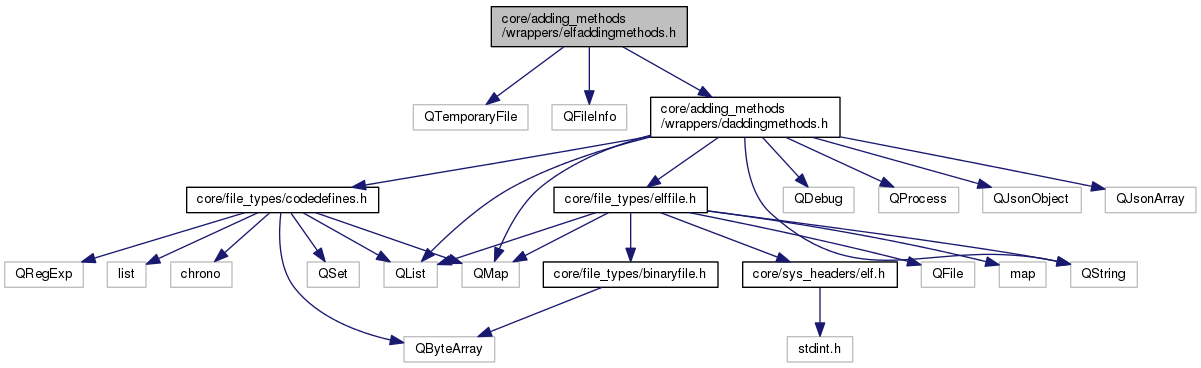 core/adding_methods
/wrappers/elfaddingmethods.h
QTemporaryFile
QFileInfo
core/adding_methods
/wrappers/daddingmethods.h
core/file_types/codedefines.h
core/file_types/elffile.h
QDebug
QProcess
QJsonObject
QJsonArray
QRegExp
list
chrono
QSet
QList
QMap
core/file_types/binaryfile.h
core/sys_headers/elf.h
QFile
map
QString
QByteArray
stdint.h